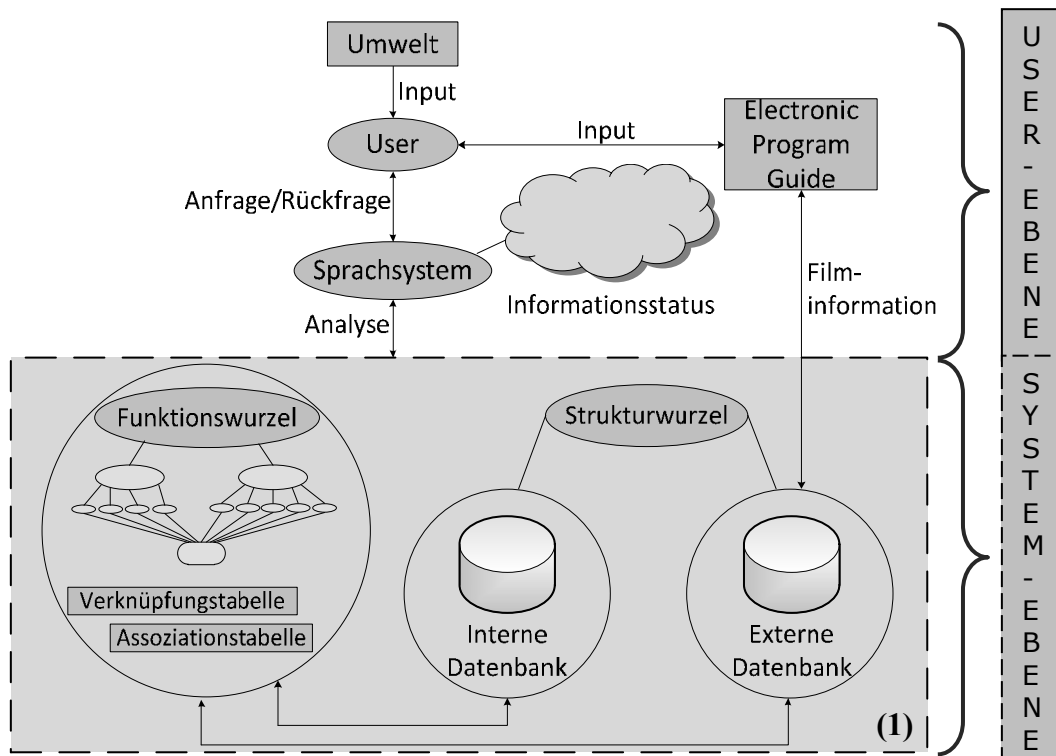 Umwelt
Input
User
Input
Electronic
Program
Guide
Anfrage/Rückfrage
Sprachsystem
Informationsstatus
Film-
information
Analyse
USER-EBENE
Funktionswurzel
Strukturwurzel
Verknüpfungstabelle
Assoziationstabelle
Interne
Datenbank
Externe
Datenbank
(1)
SYSTEM-EBENE